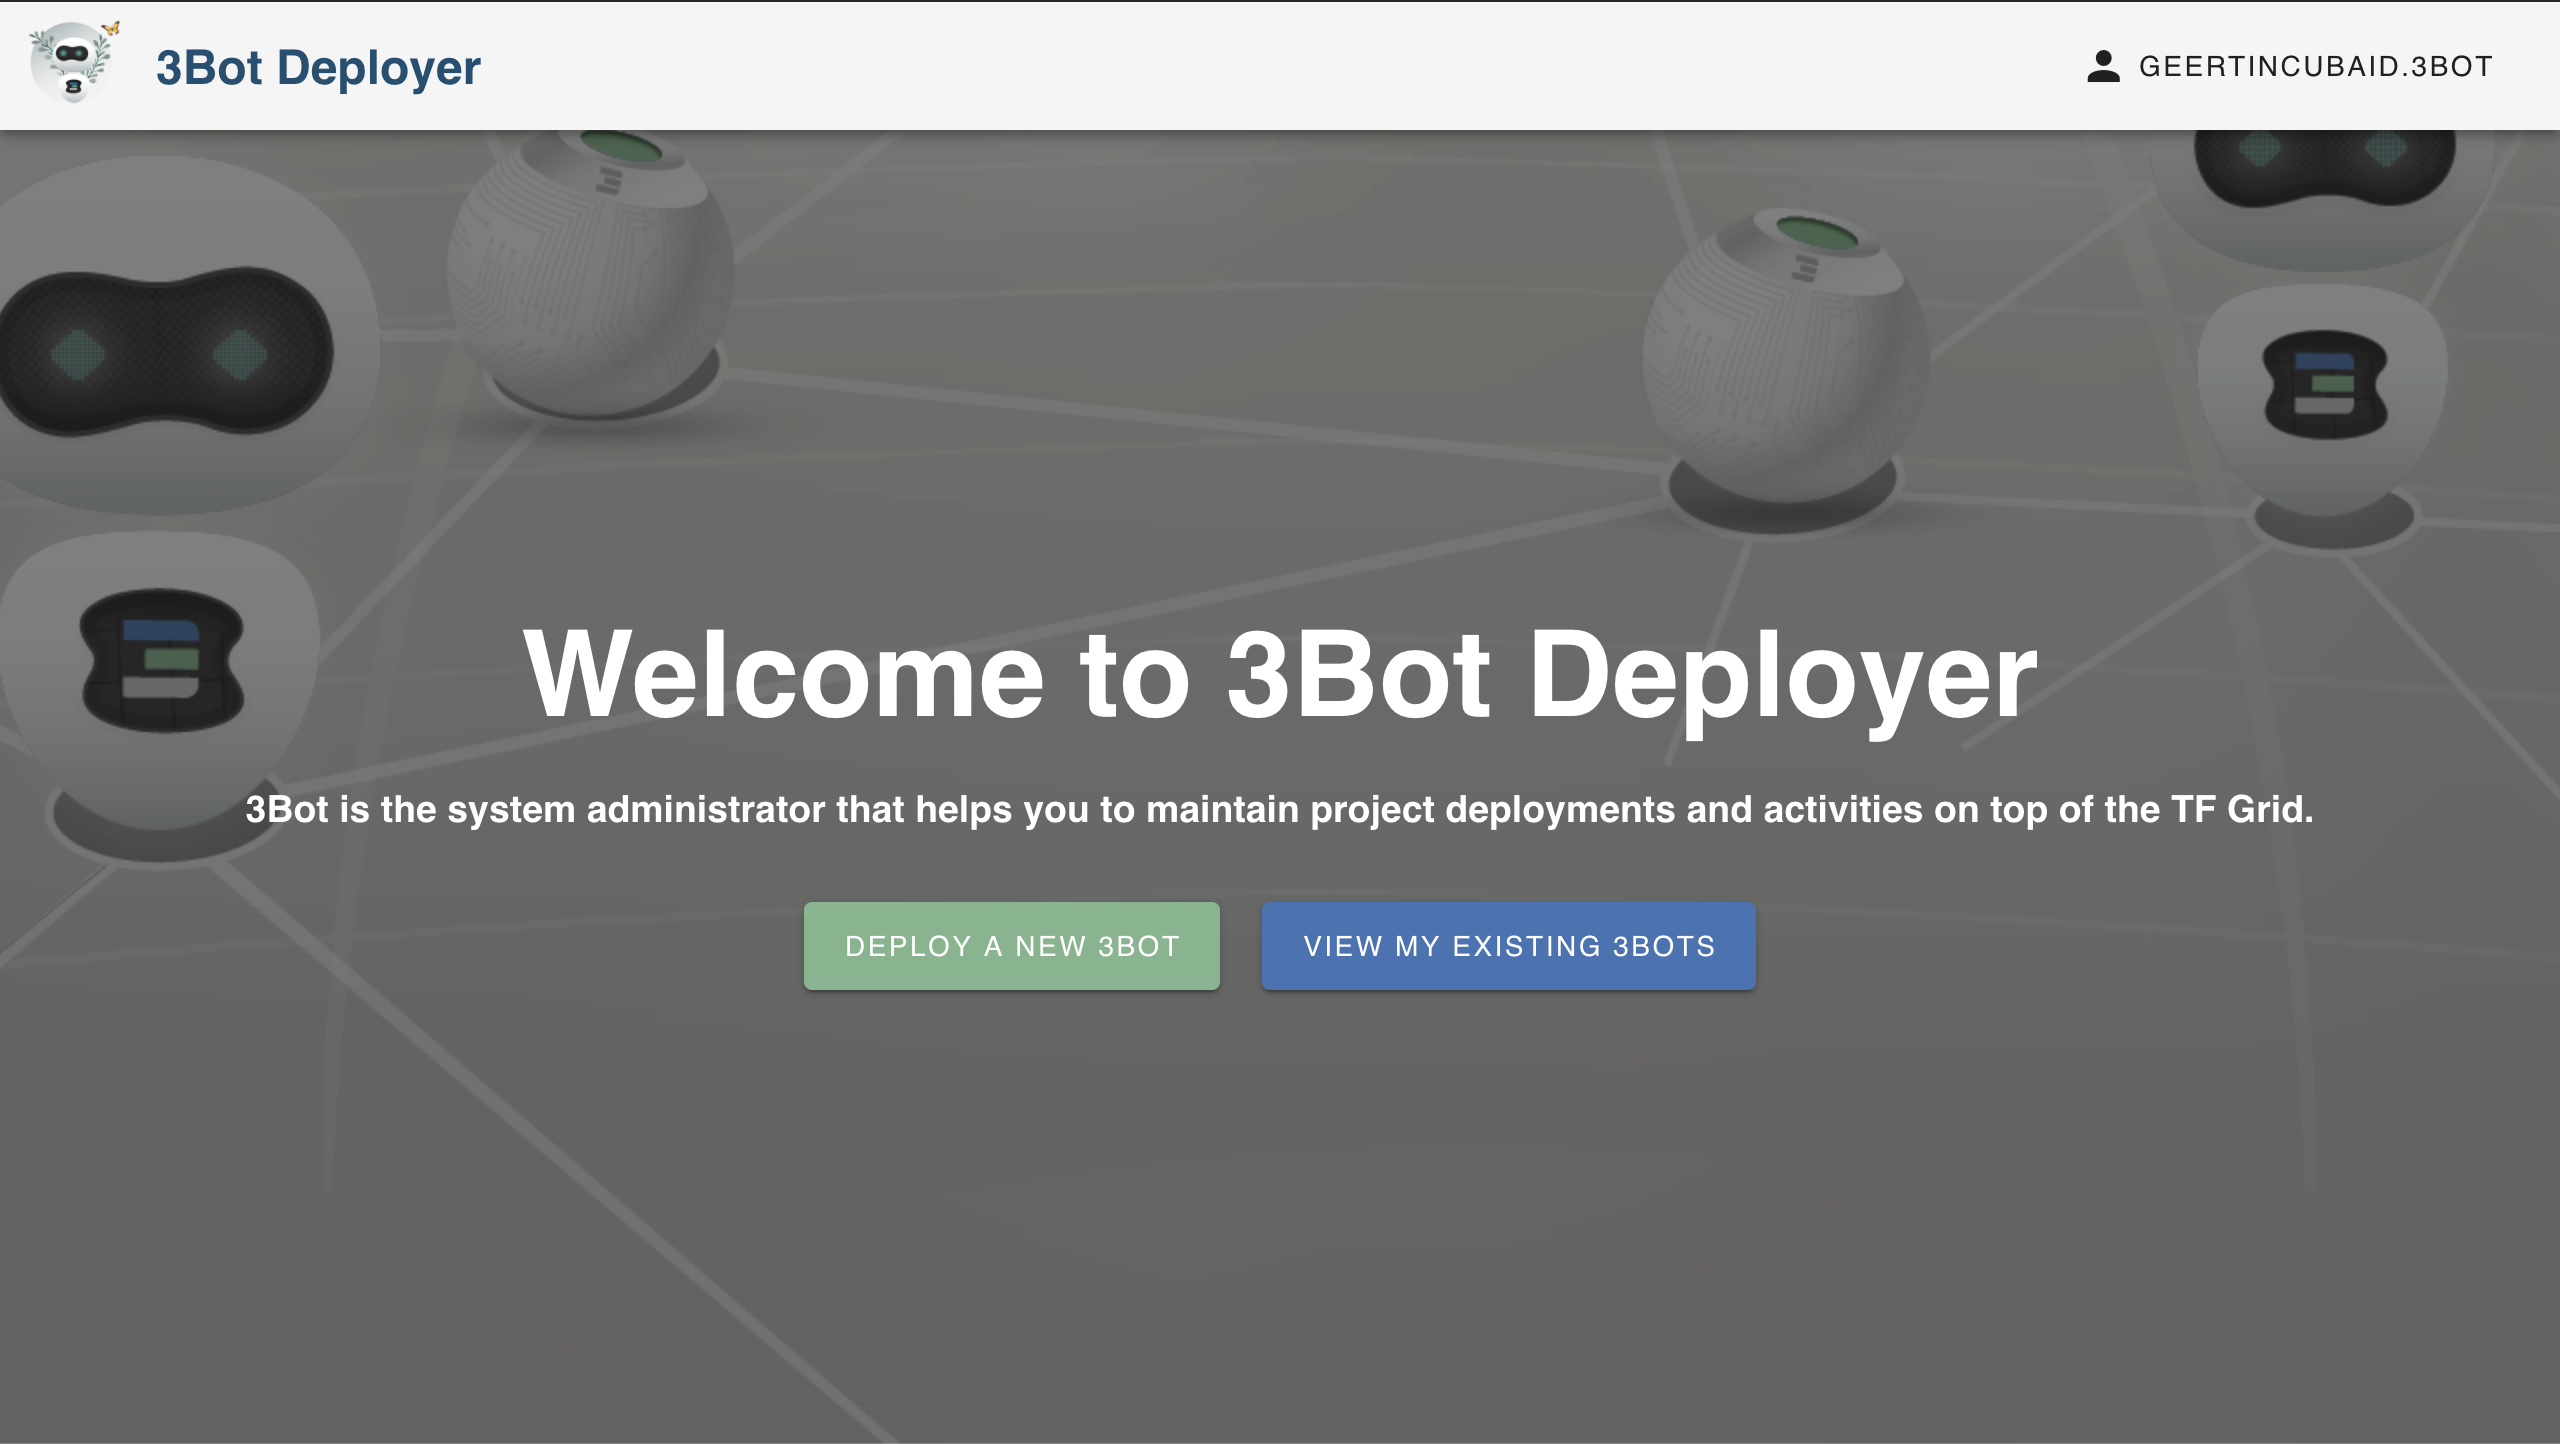 3Bot Deployer
GEERTINCUBAID.3BOT
Welcome to 3Bot Deployer
3Bot is the system administrator that helps you to maintain project deployments and activities on top of the TF Grid.
DEPLOY A NEW 3BOT
VIEW MY EXISTING 3BOTS